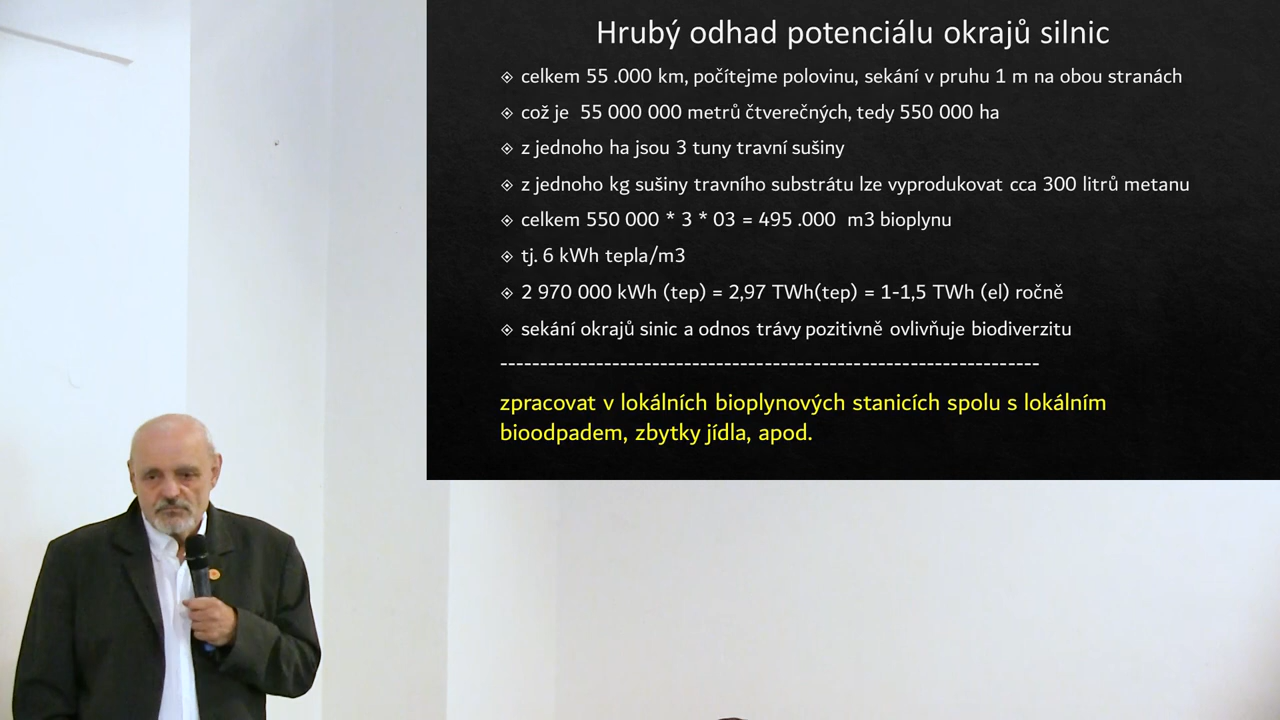 Hrubý odhad potenciálu okrajů silnic
celkem 55 .000 km, počítejme polovinu, sekání v pruhu 1 m na obou stranách
což je 55 000 000 metrů čtverečných, tedy 550 000 ha
z jednoho ha jsou 3 tuny travní sušiny
z jednoho kg sušiny travního substrátu lze vyprodukovat cca 300 litrů metanu
celkem 550 000 * 3 * 03 = 495 .000 m3 bioplynu
tj. 6 kWh tepla/m3
2 970 000 kWh (tep) = 2,97 TWh(tep) = 1-1,5 TWh (el) ročně
sekání okrajů sinic a odnos trávy pozitivně ovlivňuje biodiverzitu
--------------------------------------------------------------------
zpracovat v lokálních bioplynových stanicích spolu s lokálním
bioodpadem, zbytky jídla, apod.